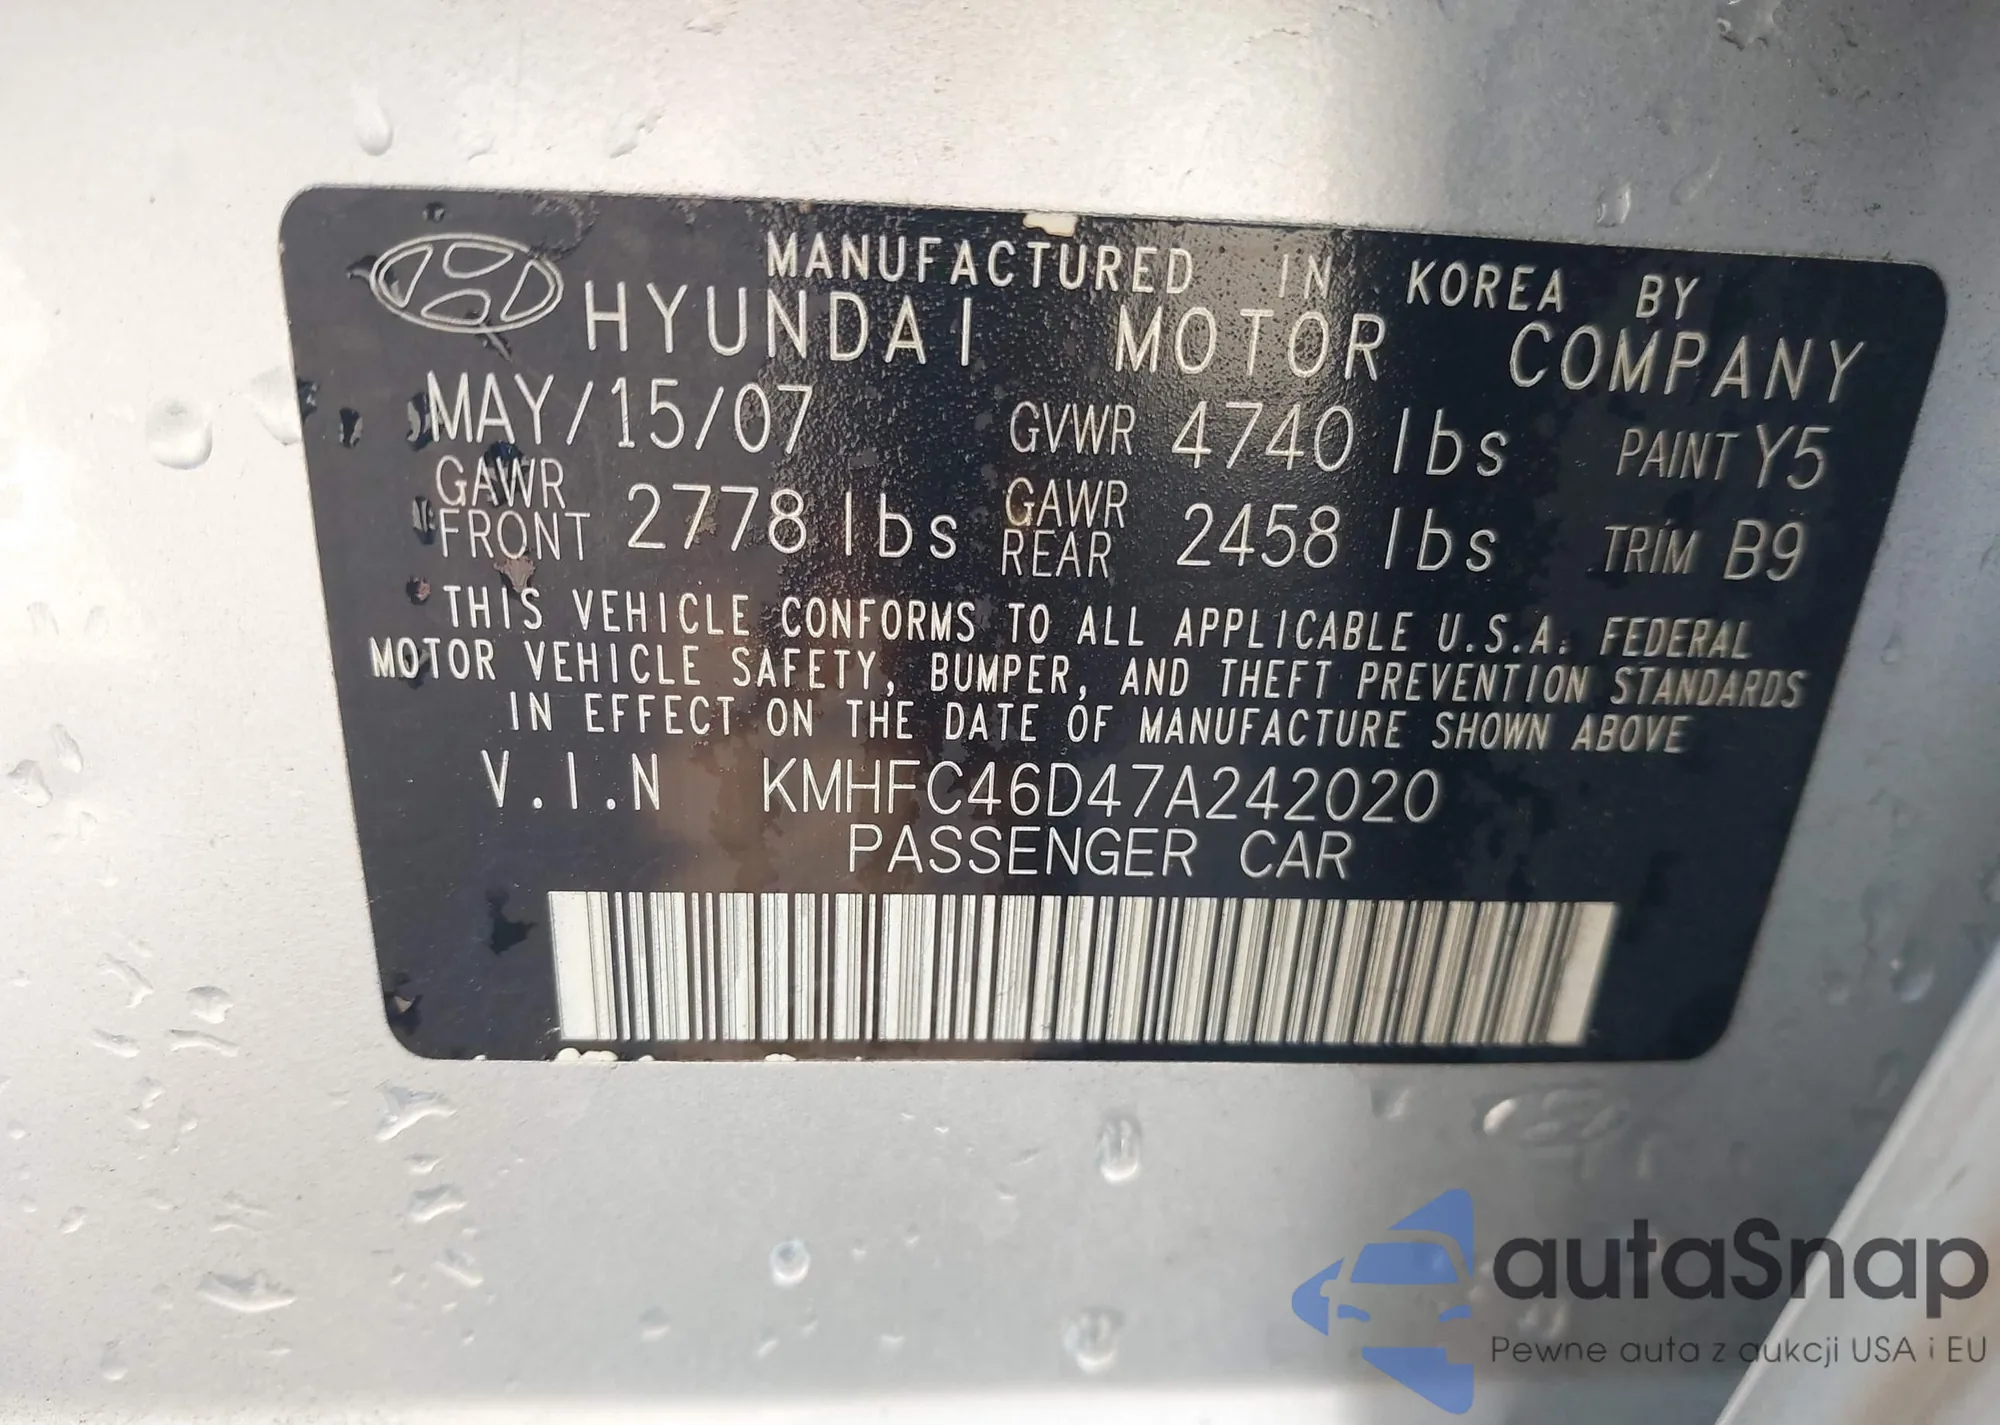 MANUFACTURED IN KOREA BY
HYUNDAI MOTOR COMPANY
MAY/15/07 GVWR 4740 lbs PAINT Y5
GAWR FRONT 2778 lbs GAWR REAR 2458 lbs TRIM B9
THIS VEHICLE CONFORMS TO ALL APPLICABLE U.S.A. FEDERAL
MOTOR VEHICLE SAFETY, BUMPER, AND THEFT PREVENTION STANDARDS
IN EFFECT ON THE DATE OF MANUFACTURE SHOWN ABOVE
V.I.N KMHFC46D47A242020
PASSENGER CAR
autaSnap
Pewne auta z aukcji USA i EU